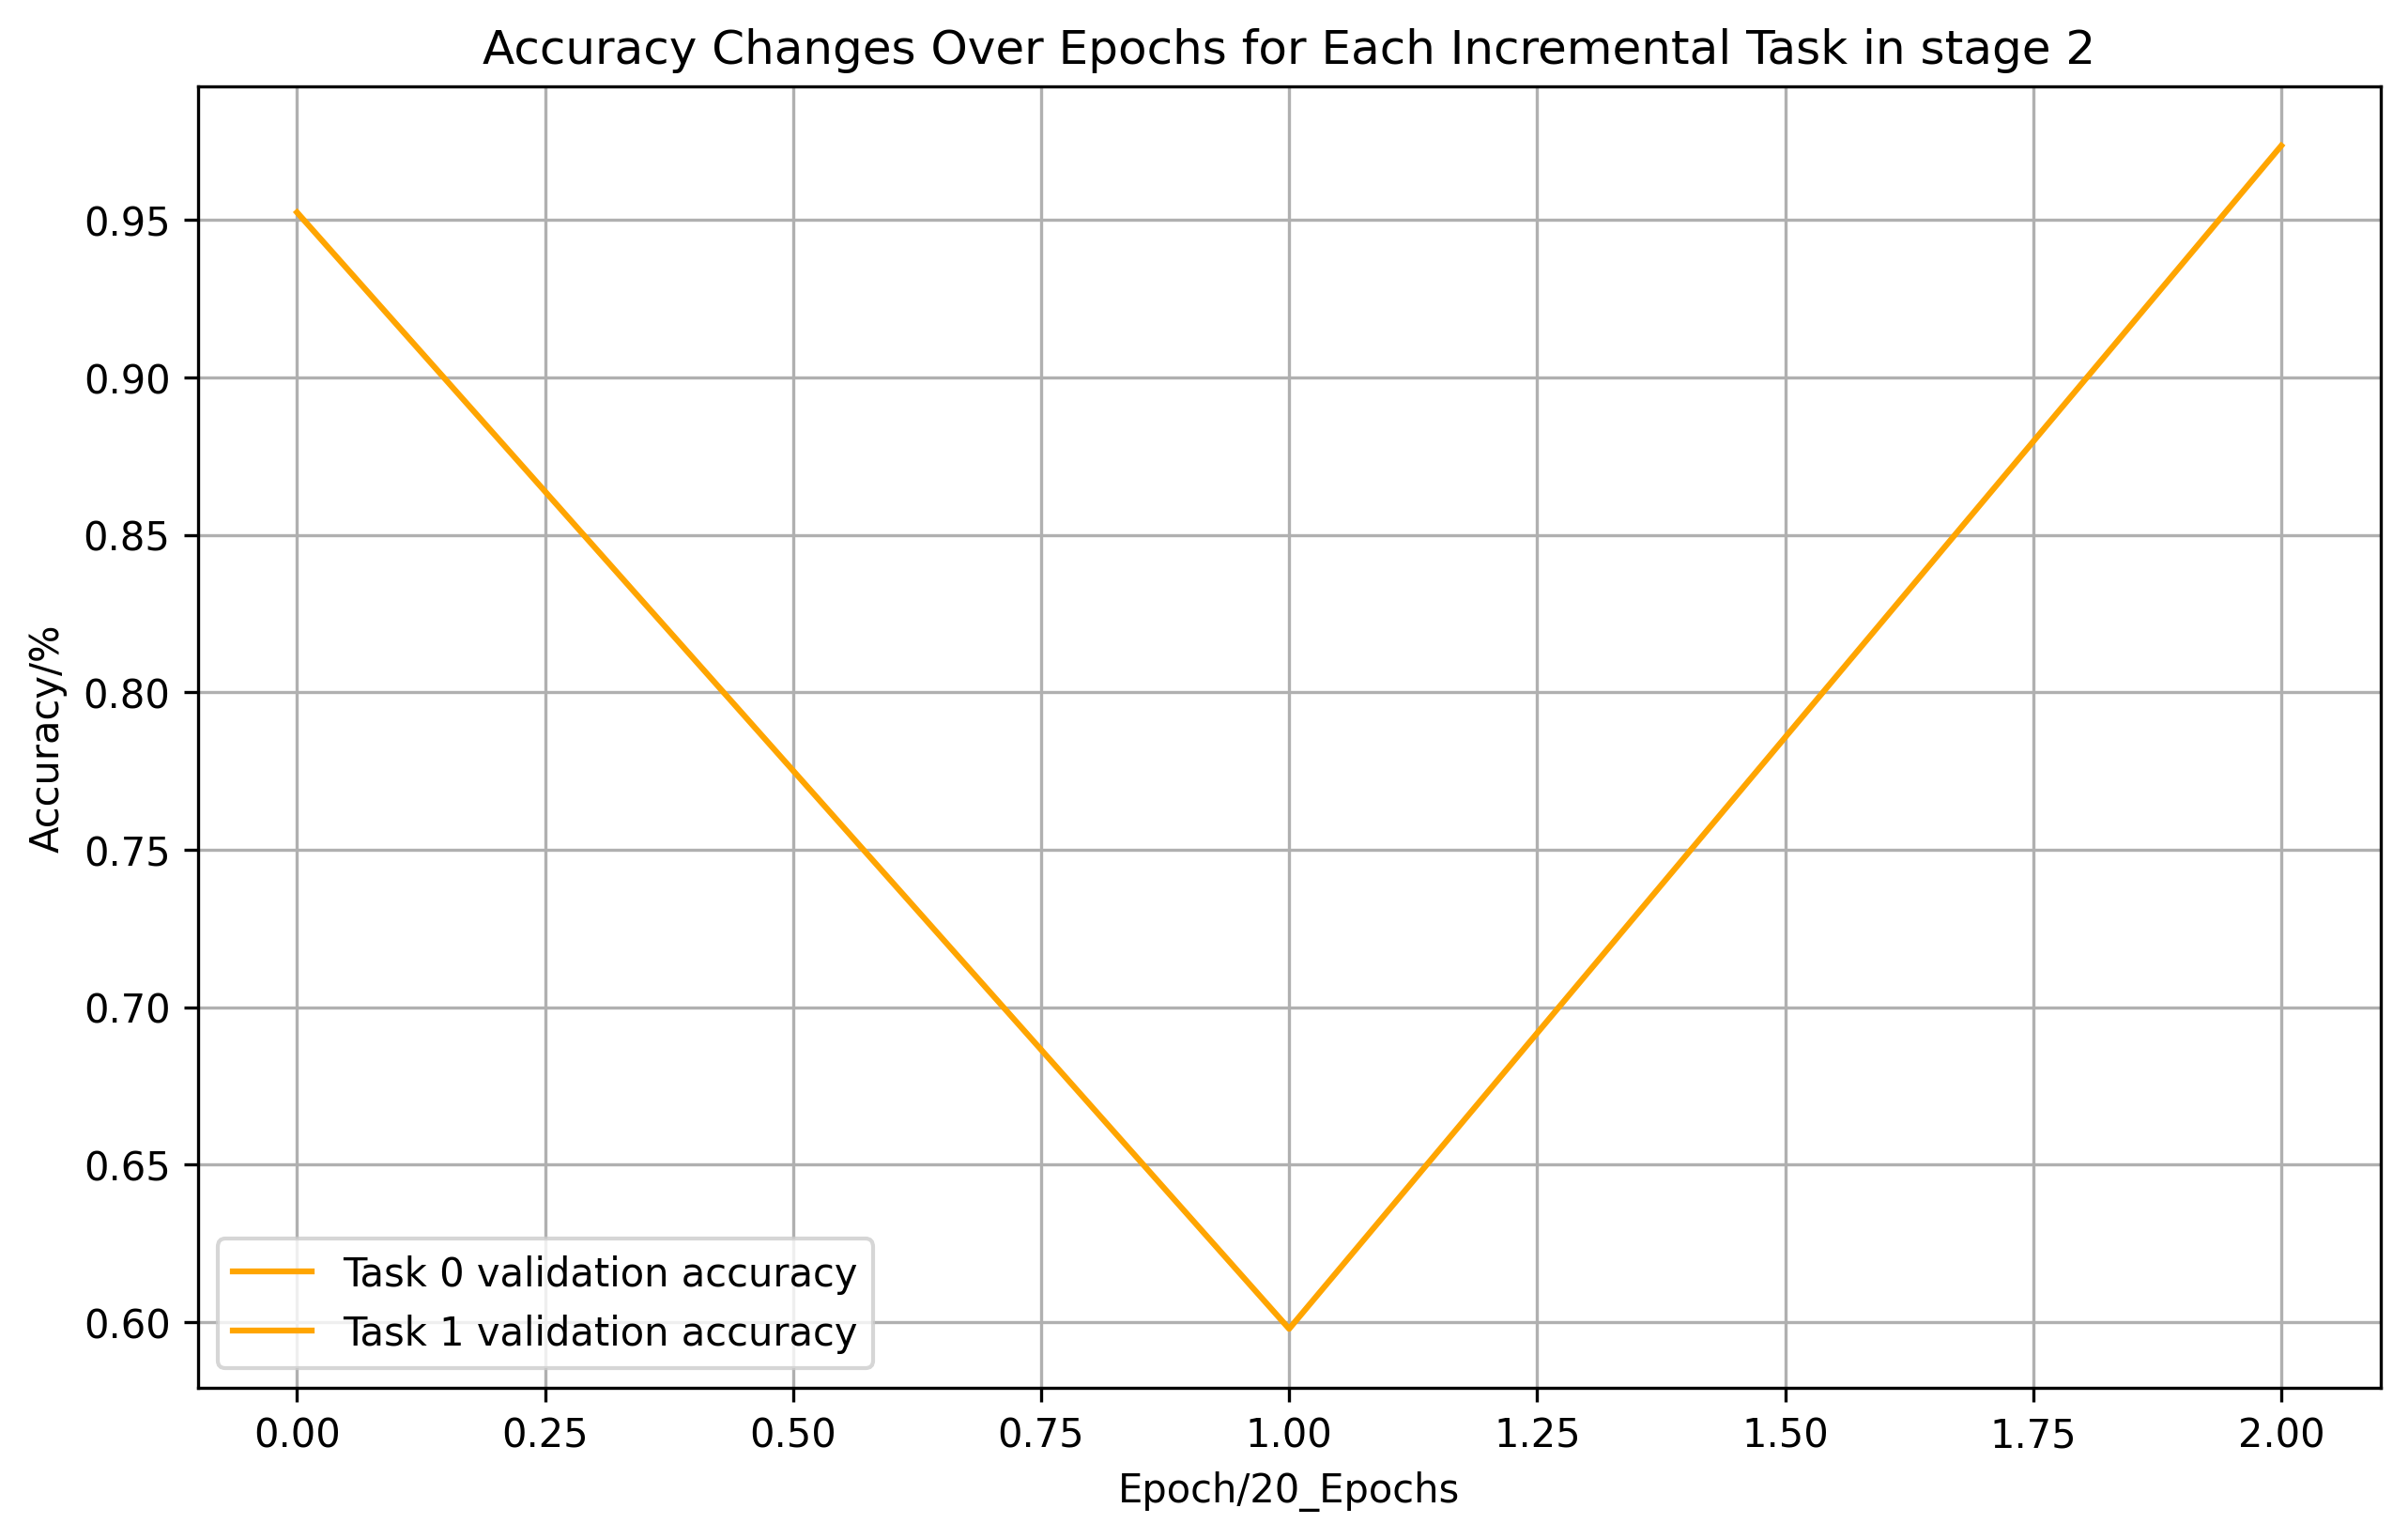 Accuracy Changes Over Epochs for Each Incremental Task in stage 2
Accuracy/%
0.95
0.90
0.85
0.80
0.75
0.70
0.65
0.60
Task 0 validation accuracy
Task 1 validation accuracy
0.00 0.25 0.50 0.75 1.00 1.25 1.50 1.75 2.00
Epoch/20_Epochs